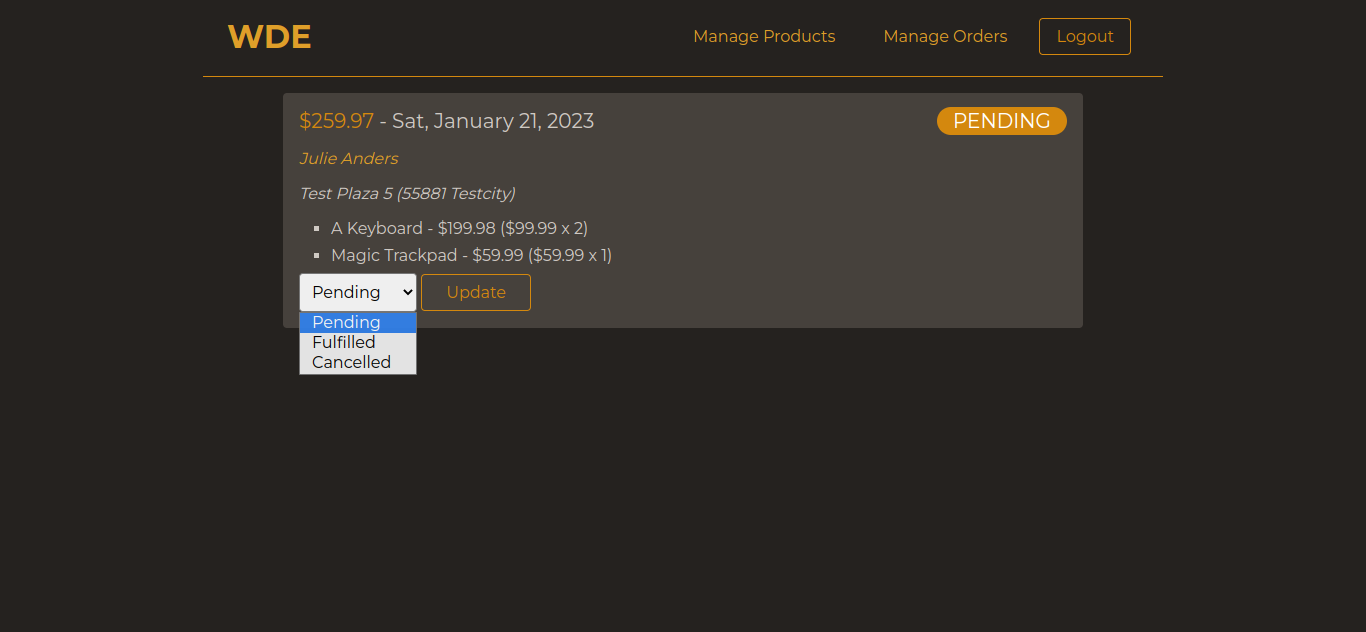 WDE Manage Products Manage Orders Logout
$259.97 - Sat, January 21, 2023 PENDING
Julie Anders
Test Plaza 5 (55881 Testcity)
A Keyboard - $199.98 ($99.99 x 2)
Magic Trackpad - $59.99 ($59.99 x 1)
Pending Update
Pending
Fulfilled
Cancelled